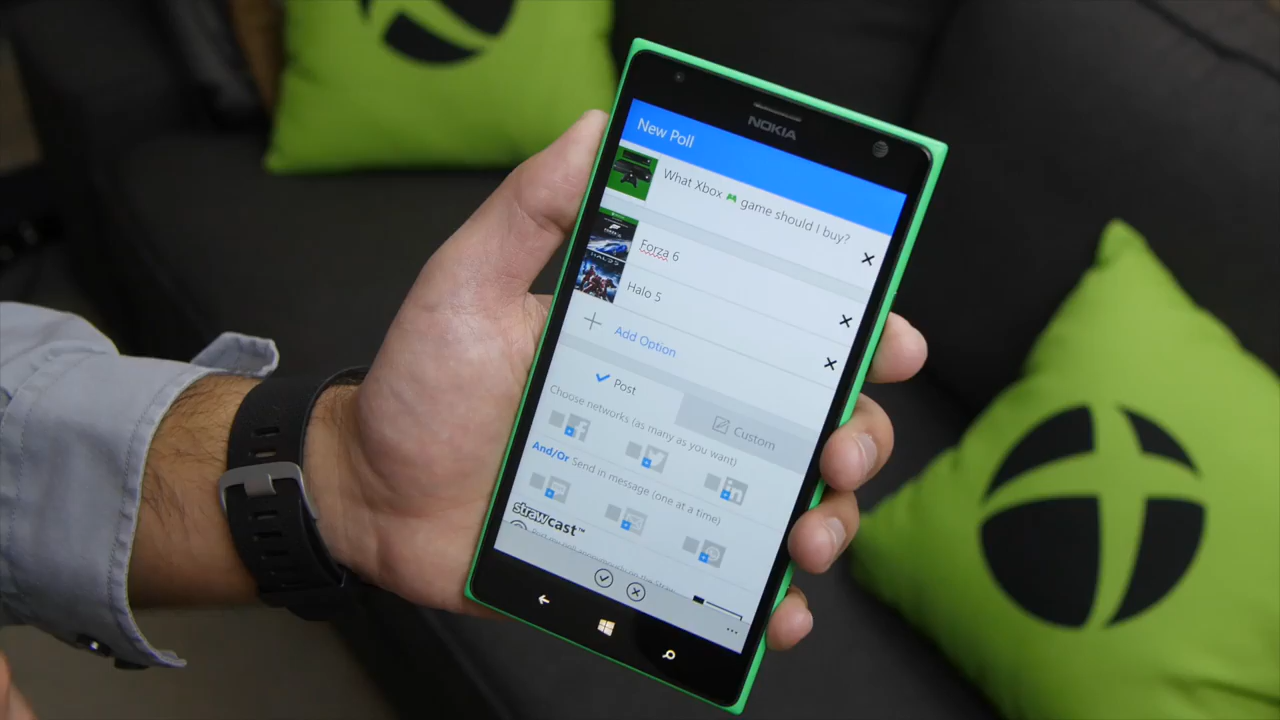 NOKIA
New Poll
What Xbox 🎮 game should I buy?
Forza 6
Halo 5
Add Option
Post
Custom
Choose networks (as many as you want)
And/Or Send in message (one at a time)
strawcast™